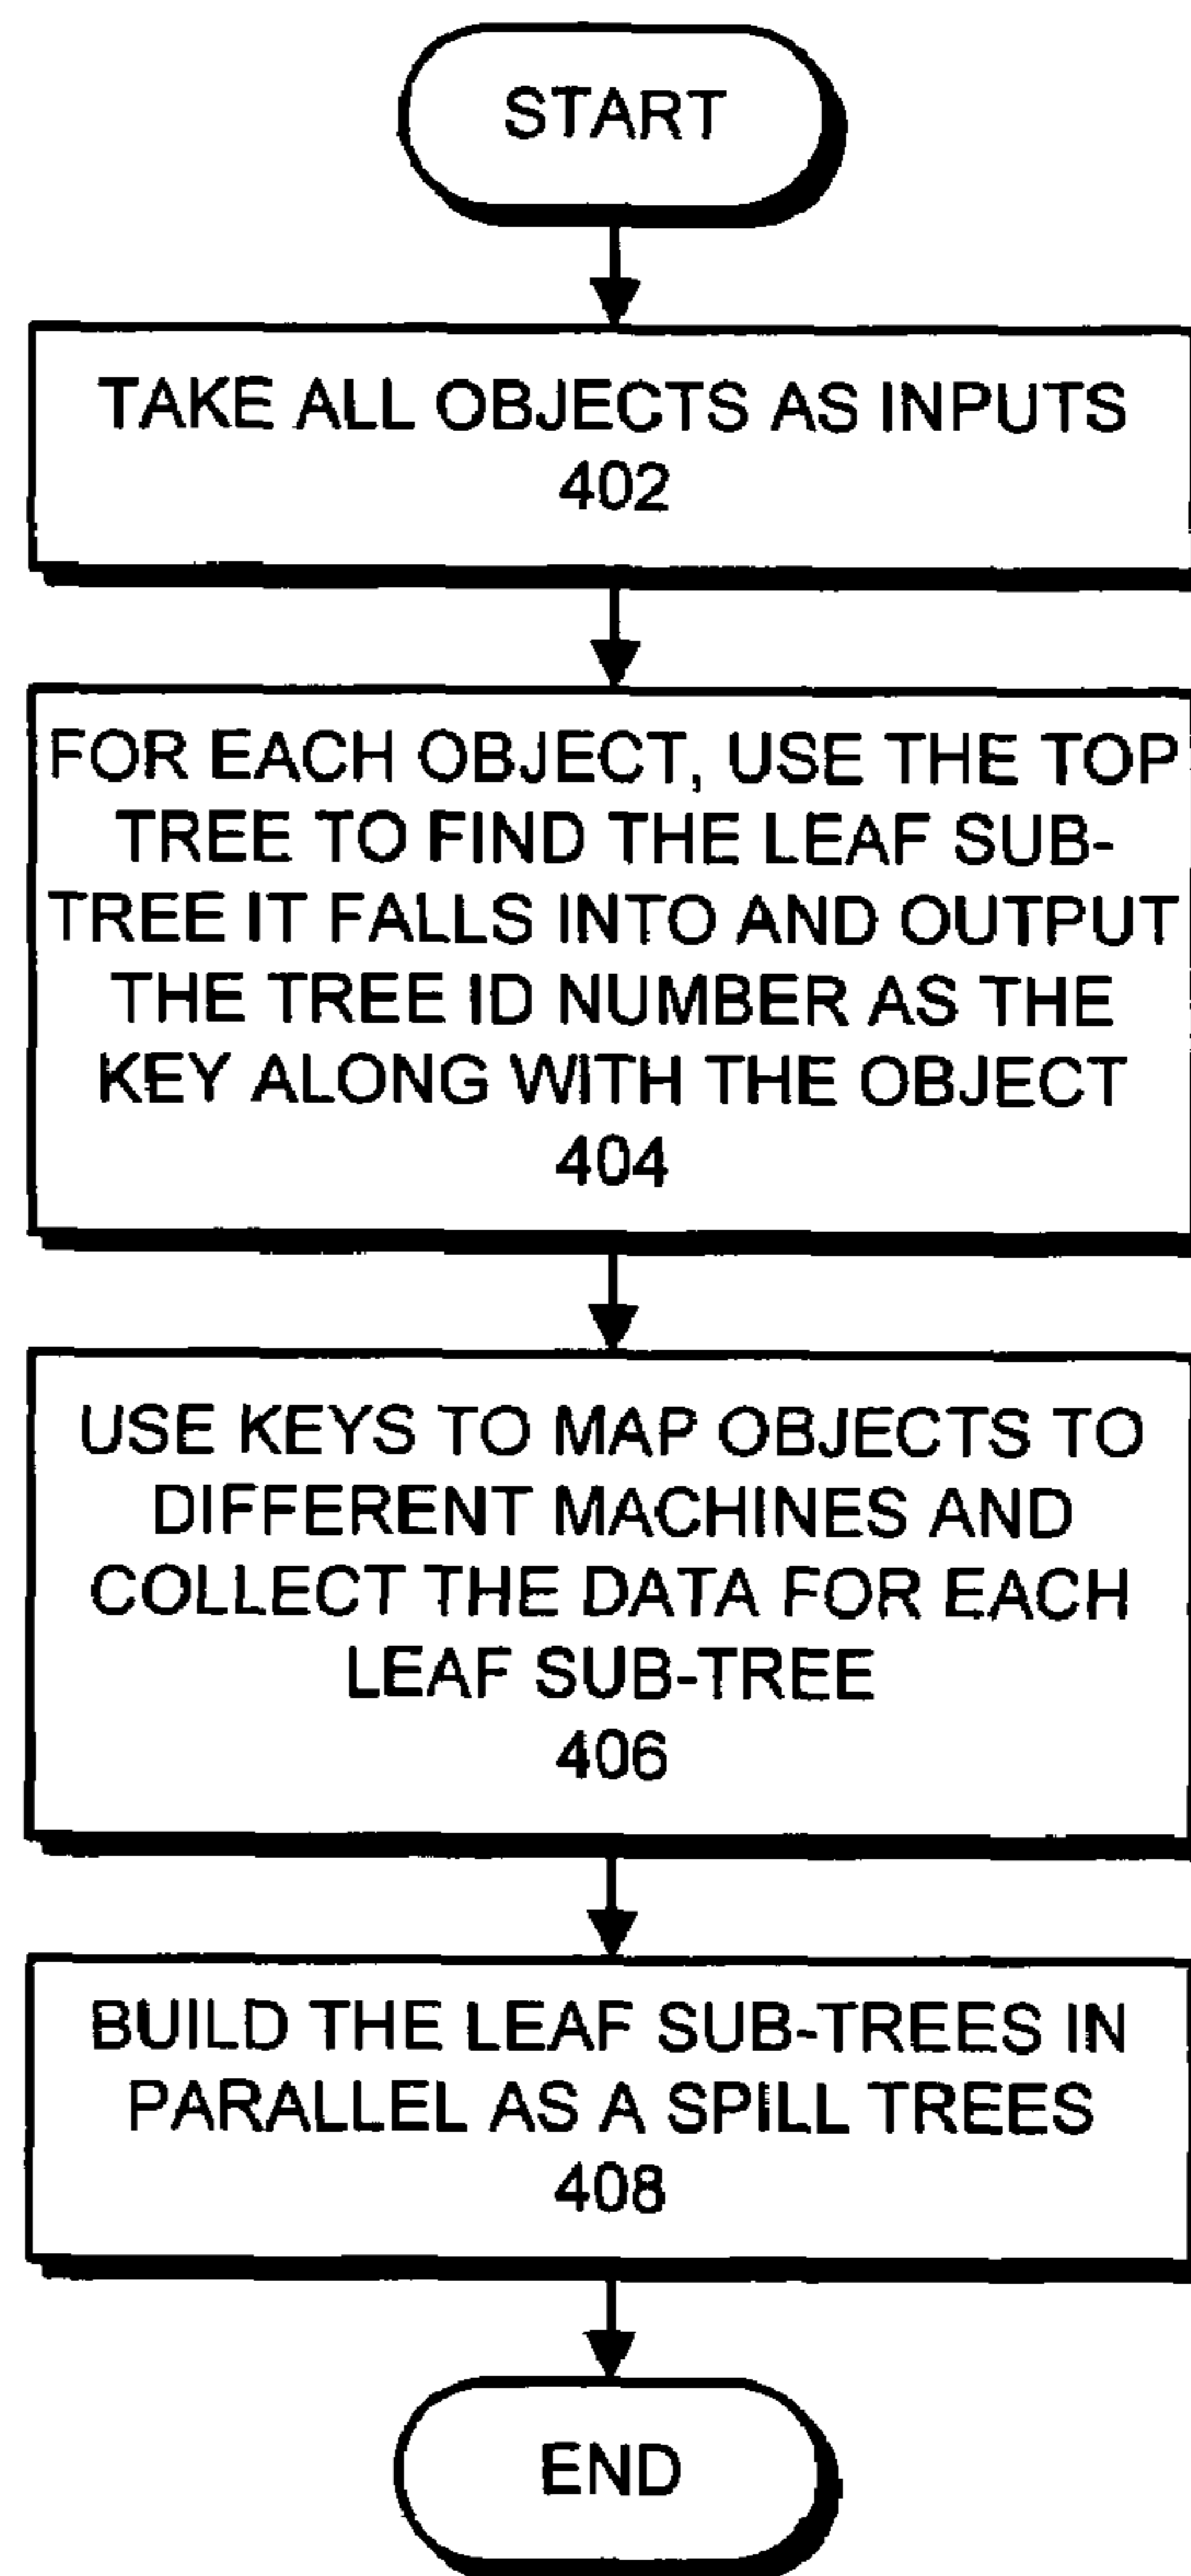 START
TAKE ALL OBJECTS AS INPUTS
402
FOR EACH OBJECT, USE THE TOP
TREE TO FIND THE LEAF SUB-
TREE IT FALLS INTO AND OUTPUT
THE TREE ID NUMBER AS THE
KEY ALONG WITH THE OBJECT
404
USE KEYS TO MAP OBJECTS TO
DIFFERENT MACHINES AND
COLLECT THE DATA FOR EACH
LEAF SUB-TREE
406
BUILD THE LEAF SUB-TREES IN
PARALLEL AS A SPILL TREES
408
END